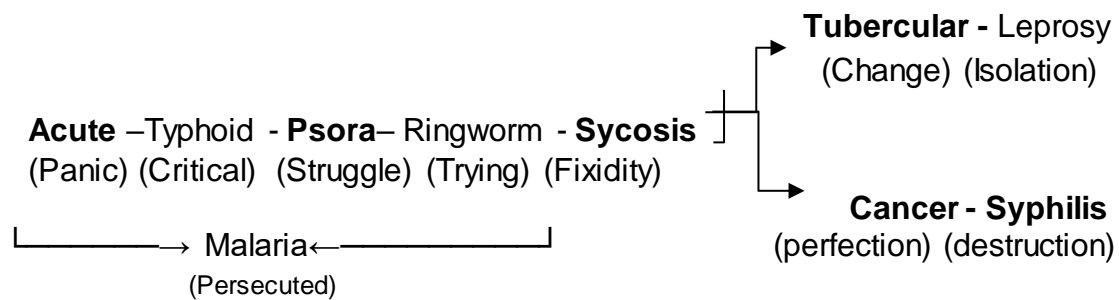 Tubercular - Leprosy
(Change) (Isolation)
Acute –Typhoid - Psora– Ringworm - Sycosis
(Panic) (Critical) (Struggle) (Trying) (Fixidity)
Cancer - Syphilis
(perfection) (destruction)
→ Malaria←
(Persecuted)